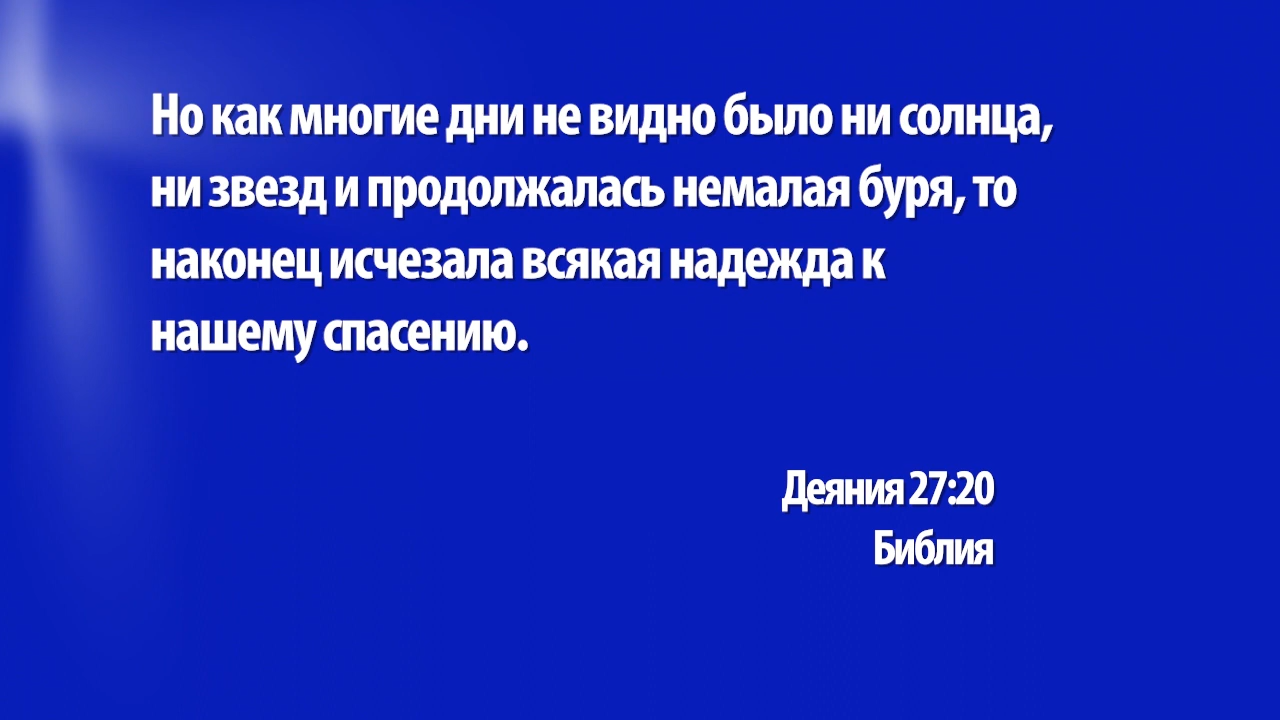 Но как многие дни не видно было ни солнца,
ни звезд и продолжалась немалая буря, то
наконец исчезала всякая надежда к
нашему спасению.
Деяния 27:20
Библия